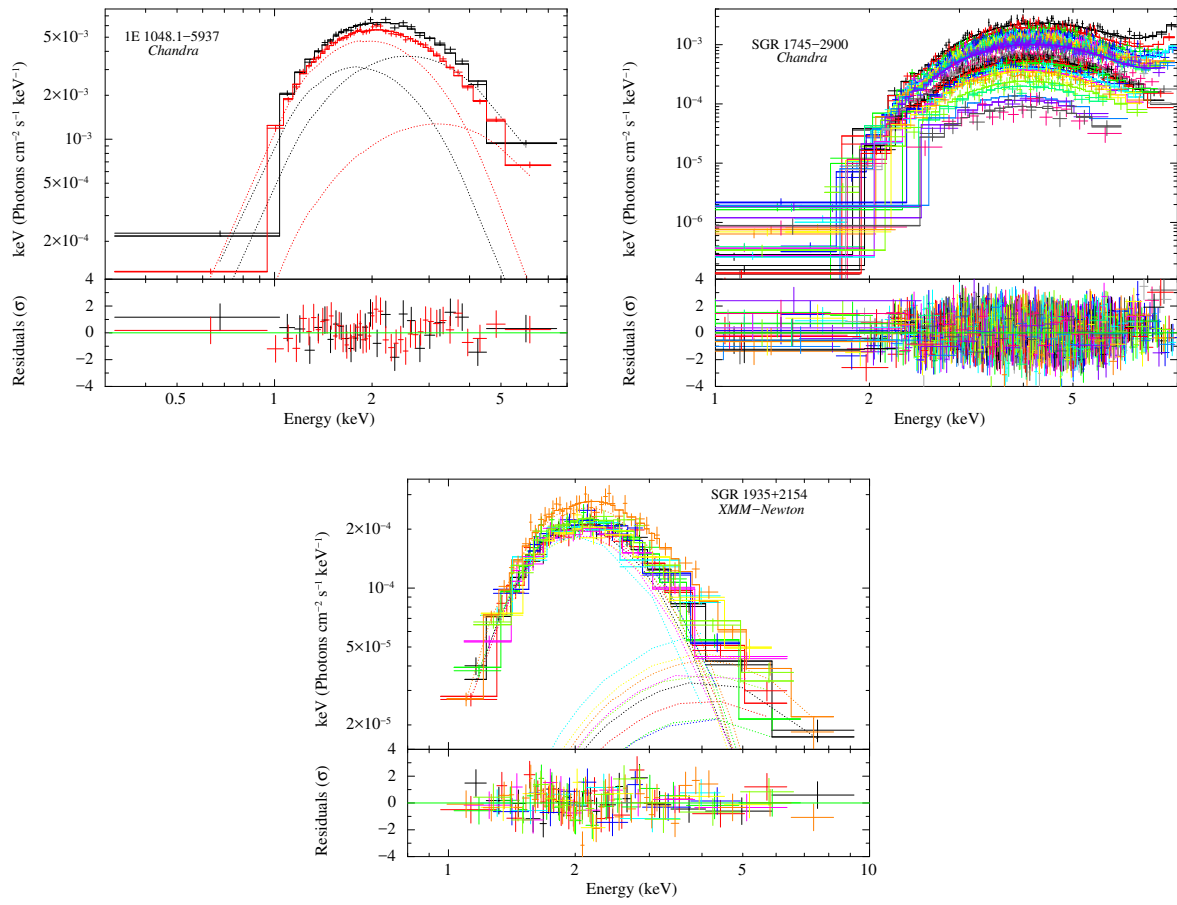 1E 1048.1−5937
Chandra
keV (Photons cm−2 s−1 keV−1)
5×10−3
2×10−3
10−3
5×10−4
2×10−4
Residuals (σ)
4
2
0
−2
−4
0.5
1
2
5
Energy (keV)
SGR 1745−2900
Chandra
keV (Photons cm−2 s−1 keV−1)
10−3
10−4
10−5
10−6
Residuals (σ)
4
2
0
−2
−4
1
2
5
Energy (keV)
SGR 1935+2154
XMM−Newton
keV (Photons cm−2 s−1 keV−1)
2×10−4
10−4
5×10−5
2×10−5
Residuals (σ)
4
2
0
−2
−4
1
2
5
10
Energy (keV)